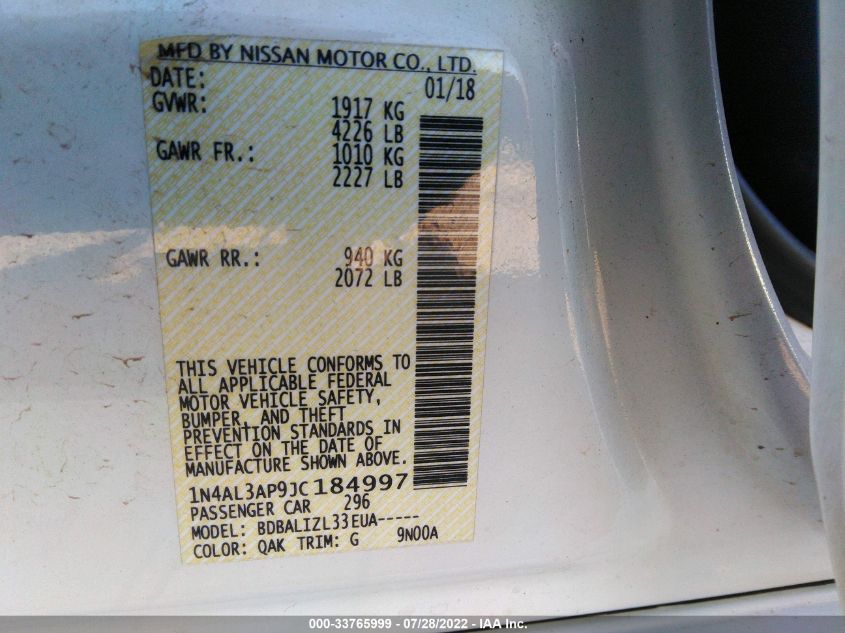 MFD BY NISSAN MOTOR CO., LTD.
DATE: 01/18
GVWR: 1917 KG
4226 LB
GAWR FR.: 1010 KG
2227 LB
GAWR RR.: 940 KG
2072 LB
THIS VEHICLE CONFORMS TO
ALL APPLICABLE FEDERAL
MOTOR VEHICLE SAFETY,
BUMPER, AND THEFT
PREVENTION STANDARDS IN
EFFECT ON THE DATE OF
MANUFACTURE SHOWN ABOVE.
1N4AL3AP9JC184997
PASSENGER CAR 296
MODEL: BDBALIZL33EUA-----
COLOR: QAK TRIM: G 9N00A
000-33765999 - 07/28/2022 - IAA Inc.